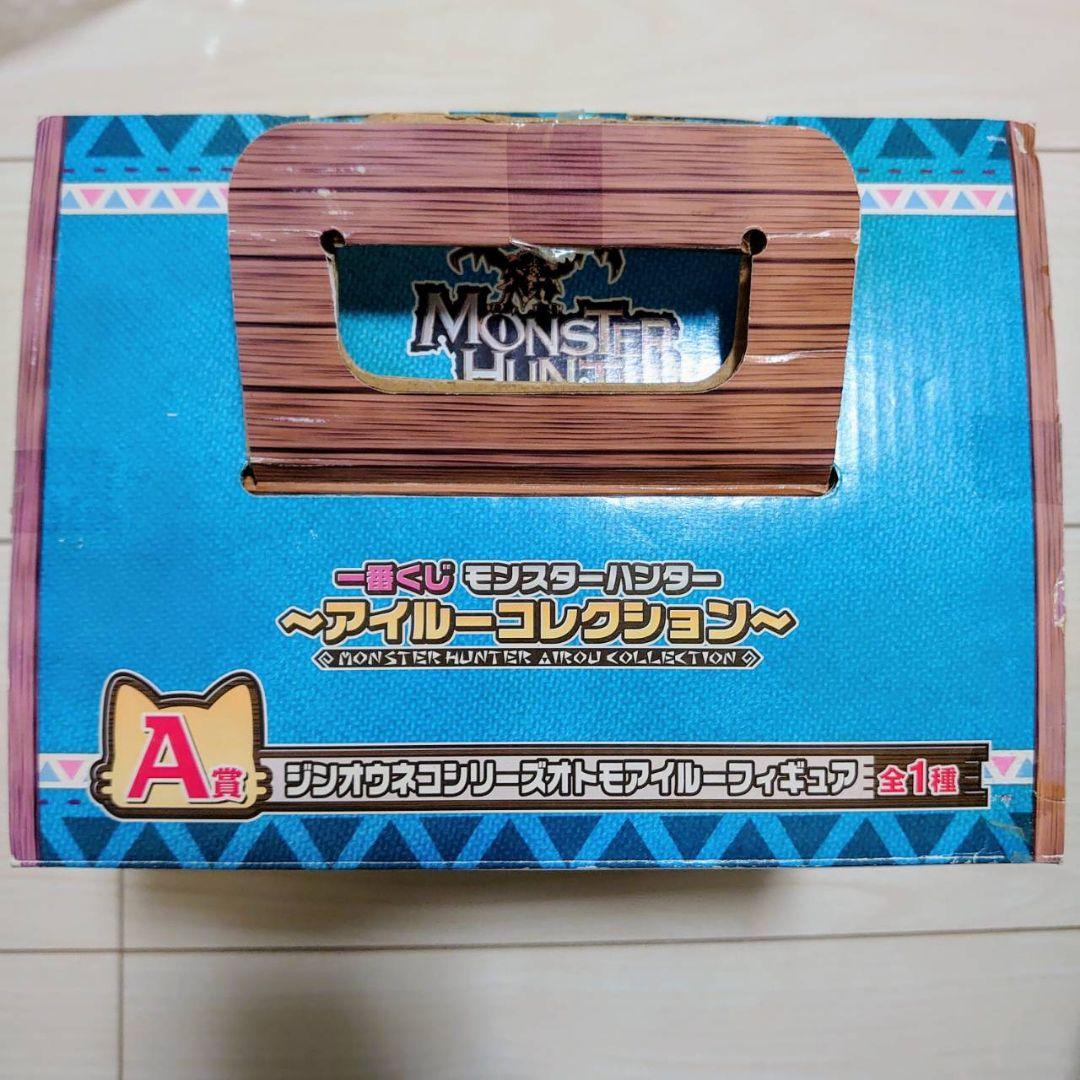 MONSTER
HUNTER
一番くじ モンスターハンター
~アイルーコレクション~
MONSTER HUNTER AIROU COLLECTION
A賞
ジンオウネコシリーズオトモアイルーフィギュア 全1種